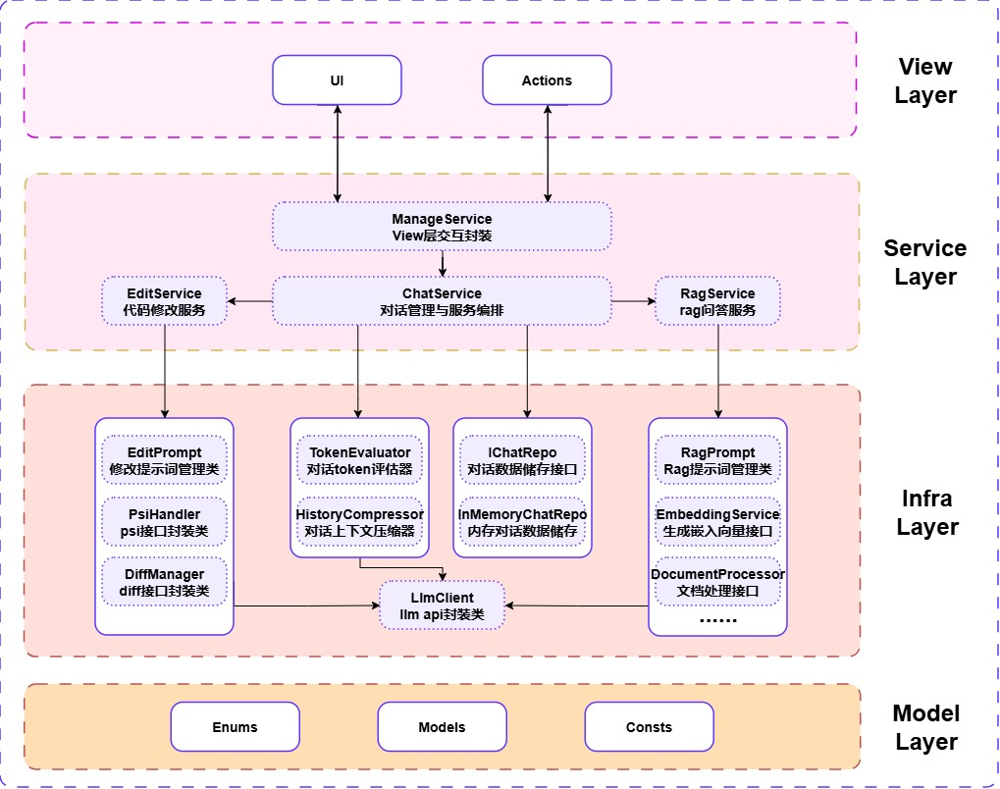 UI
Actions
View
Layer
ManageService
View层交互封装
EditService
代码修改服务
ChatService
对话管理与服务编排
RagService
rag问答服务
Service
Layer
EditPrompt
修改提示词管理类
PsiHandler
psi接口封装类
DiffManager
diff接口封装类
TokenEvaluator
对话token评估器
HistoryCompressor
对话上下文压缩器
IChatRepo
对话数据储存接口
InMemoryChatRepo
内存对话数据储存
RagPrompt
Rag提示词管理类
EmbeddingService
生成嵌入向量接口
DocumentProcessor
文档处理接口
......
LlmClient
llm api封装类
Infra
Layer
Enums
Models
Consts
Model
Layer